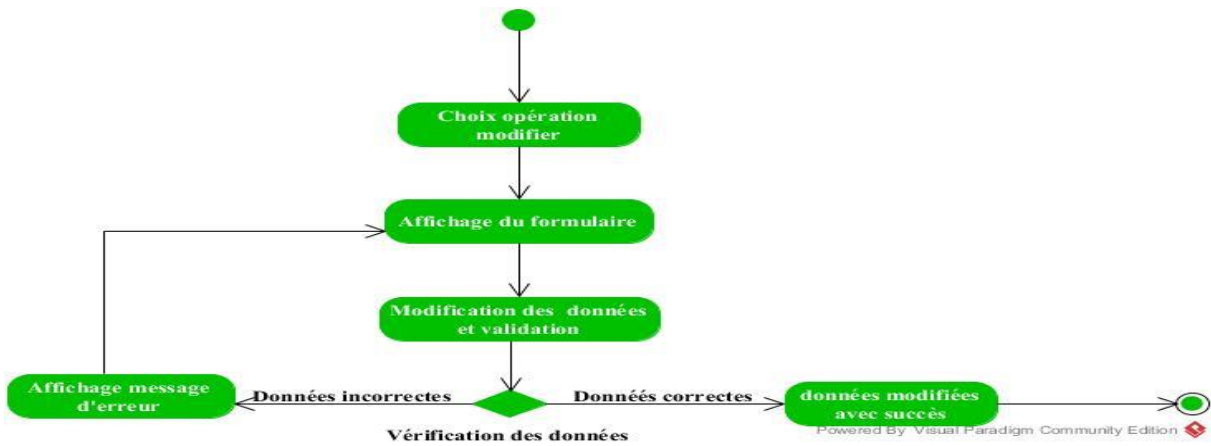 Choix opération
modifier
Affichage du formulaire
Modification des données
et validation
Affichage message
d'erreur
Données incorrectes
Donnéés correctes
données modifiées
avec succès
Vérification des données
Powered By Visual Paradigm Community Edition